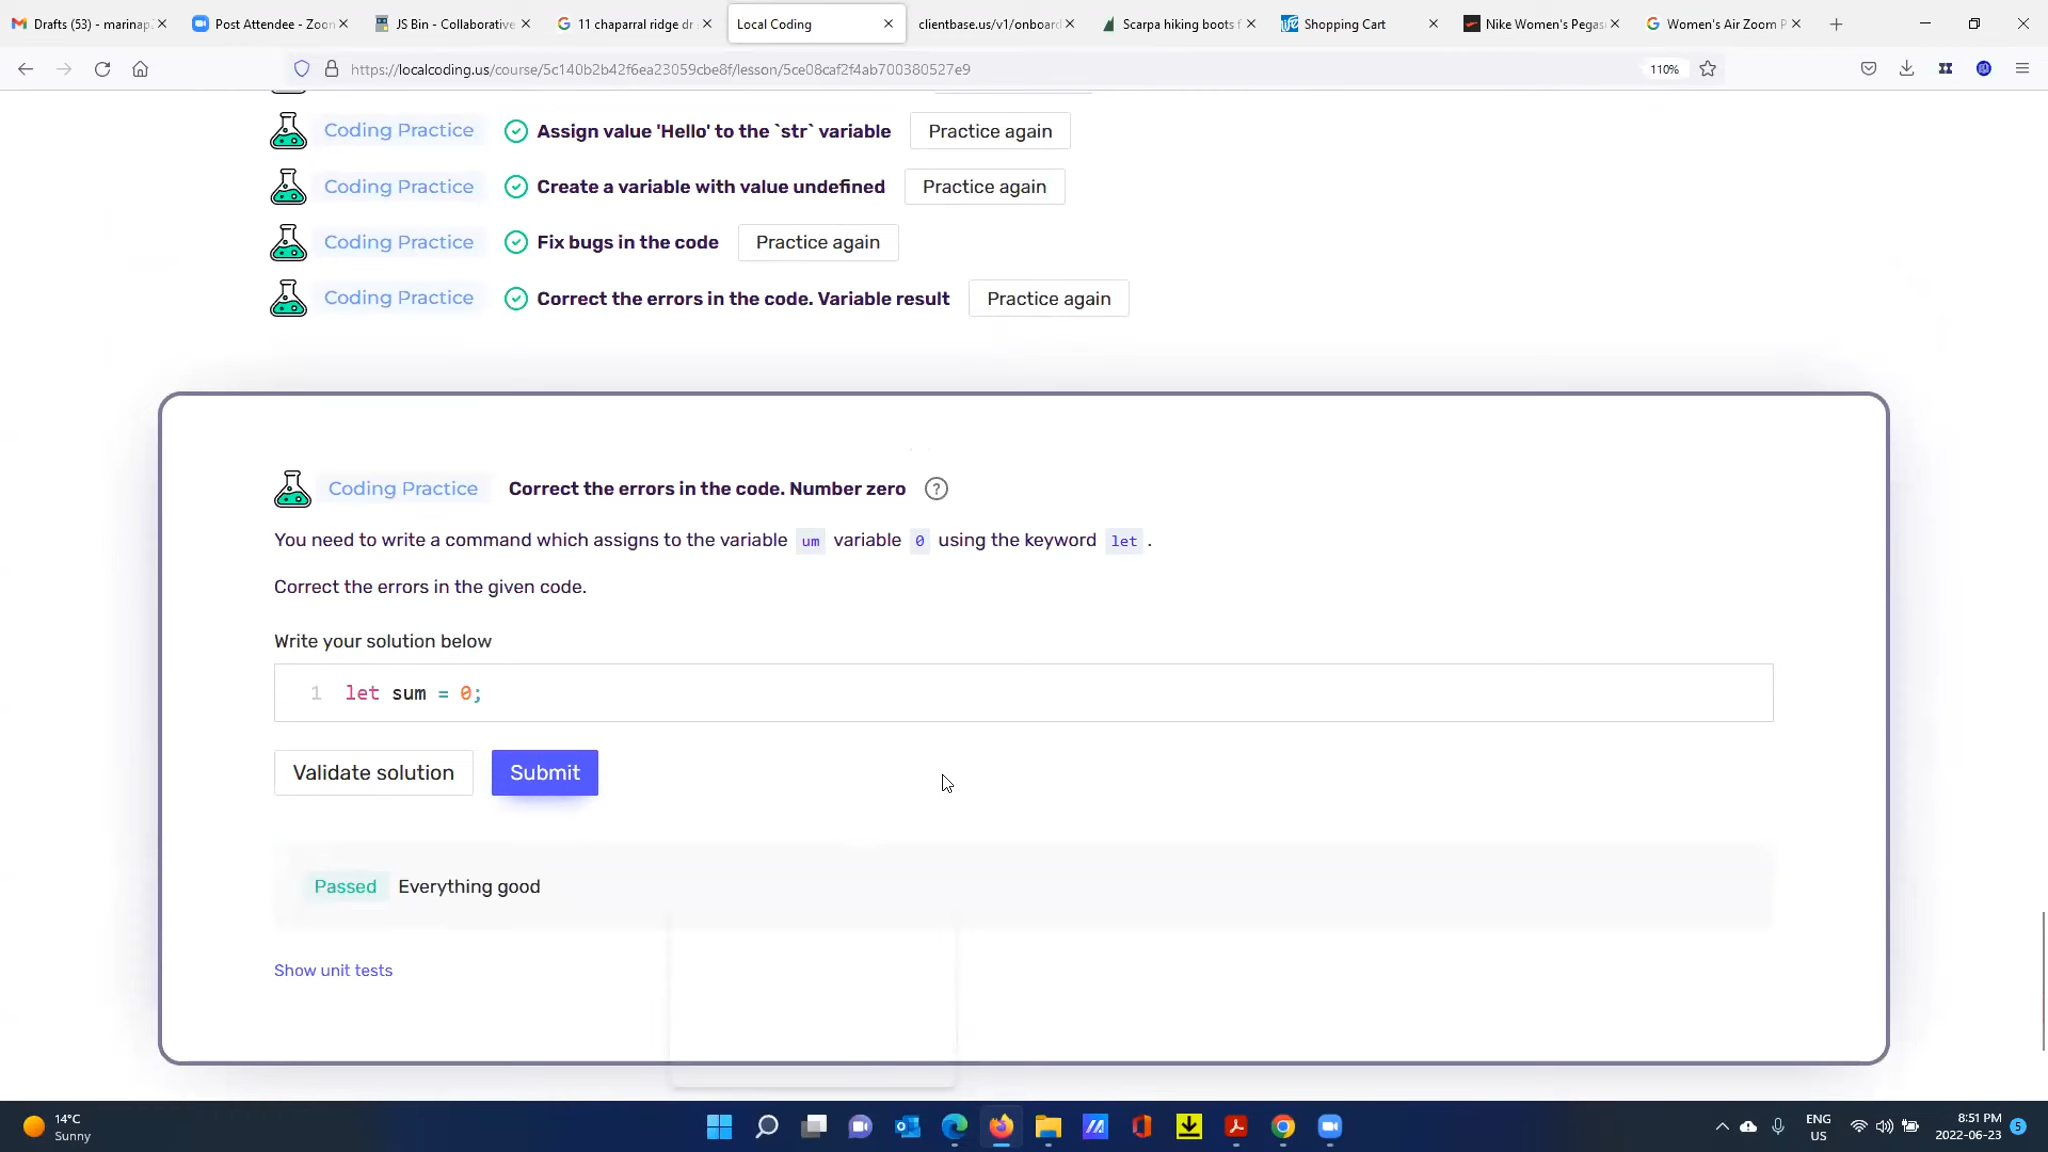 Drafts (53) - marinap
Post Attendee - Zoon
JS Bin - Collaborative
11 chaparral ridge dr
Local Coding
clientbase.us/v1/onboard
Scarpa hiking boots f
Shopping Cart
Nike Women's Pegas
Women's Air Zoom P
https://localcoding.us/course/5c140b2b42f6ea23059cbe8f/lesson/5ce08caf2f4ab700380527e9
110%
Coding Practice Assign value 'Hello' to the `str` variable Practice again
Coding Practice Create a variable with value undefined Practice again
Coding Practice Fix bugs in the code Practice again
Coding Practice Correct the errors in the code. Variable result Practice again
Coding Practice Correct the errors in the code. Number zero ?
You need to write a command which assigns to the variable um variable 0 using the keyword let .
Correct the errors in the given code.
Write your solution below
1 let sum = 0;
Validate solution Submit
Passed Everything good
Show unit tests
14°C
Sunny
ENG
US
8:51 PM
2022-06-23
5